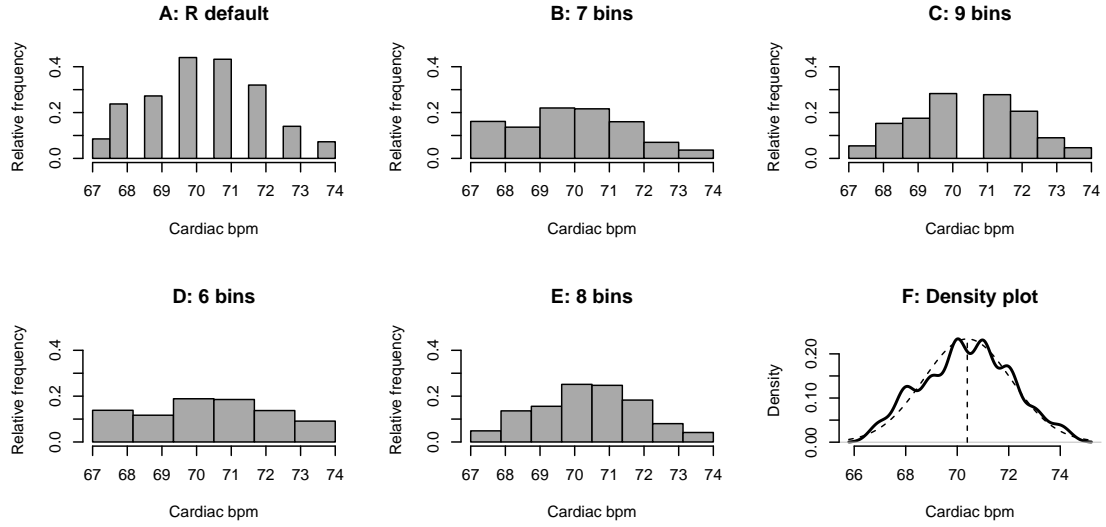 A: R default
Relative frequency
0.0 0.2 0.4
67 68 69 70 71 72 73 74
Cardiac bpm
B: 7 bins
Relative frequency
0.0 0.2 0.4
67 68 69 70 71 72 73 74
Cardiac bpm
C: 9 bins
Relative frequency
0.0 0.2 0.4
67 68 69 70 71 72 73 74
Cardiac bpm
D: 6 bins
Relative frequency
0.0 0.2 0.4
67 68 69 70 71 72 73 74
Cardiac bpm
E: 8 bins
Relative frequency
0.0 0.2 0.4
67 68 69 70 71 72 73 74
Cardiac bpm
F: Density plot
Density
0.00 0.10 0.20
66 68 70 72 74
Cardiac bpm